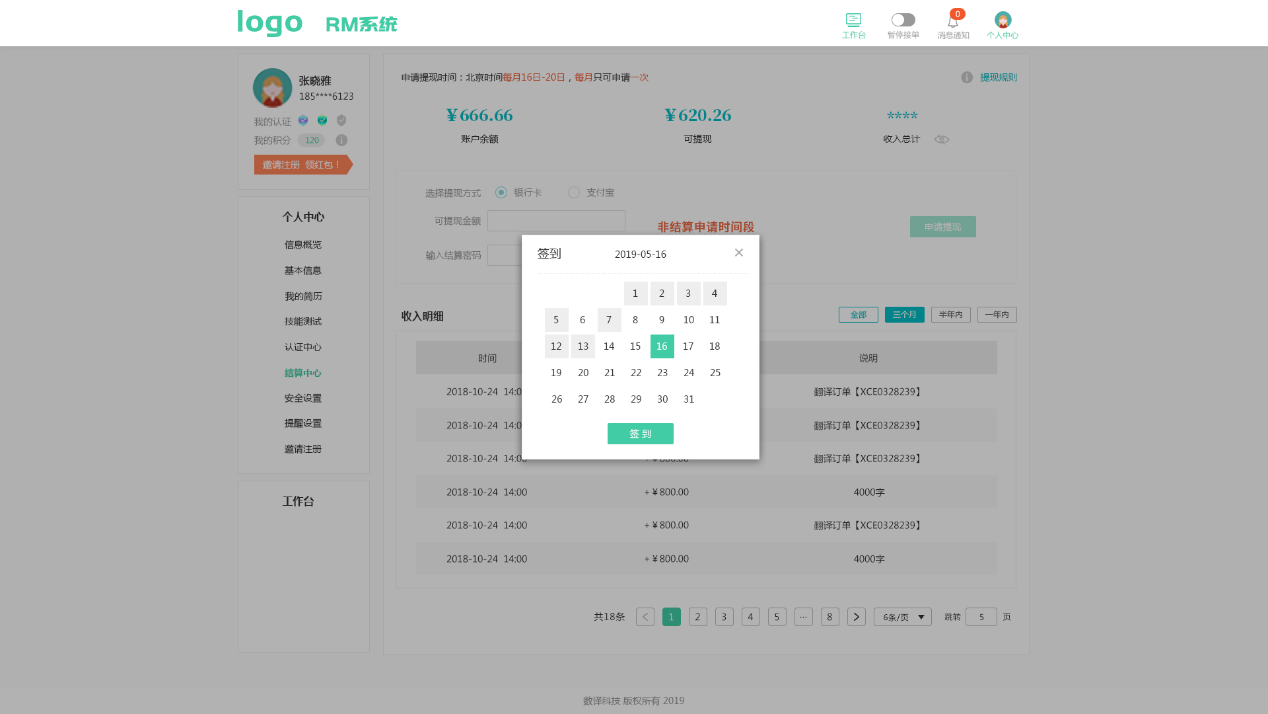 logo RM系统
工作台 暂停接单 0 消息通知 个人中心
张晓雅
185****6123
我的认证
我的积分 120
邀请注册 领红包！
个人中心
信息概览
基本信息
我的简历
技能测试
认证中心
结算中心
安全设置
提醒设置
邀请注册
工作台
申请提现时间：北京时间每月16日-20日，每月只可申请一次 提现规则
¥666.66 ¥620.26 ****
账户余额 可提现 收入总计
选择提现方式 银行卡 支付宝
可提现金额
非结算申请时间段 申请提现
输入结算密码
签到 2019-05-16
1 2 3 4
5 6 7 8 9 10 11
12 13 14 15 16 17 18
19 20 21 22 23 24 25
26 27 28 29 30 31
签到
收入明细 全部 三个月 半年内 一年内
时间 说明
2018-10-24 14:00 翻译订单【XCE0328239】
2018-10-24 14:00 翻译订单【XCE0328239】
2018-10-24 14:00 +¥800.00 翻译订单【XCE0328239】
2018-10-24 14:00 +¥800.00 4000字
2018-10-24 14:00 +¥800.00 翻译订单【XCE0328239】
2018-10-24 14:00 +¥800.00 4000字
共18条 < 1 2 3 4 5 ... 8 > 6条/页 跳转 5 页
数译科技 版权所有 2019